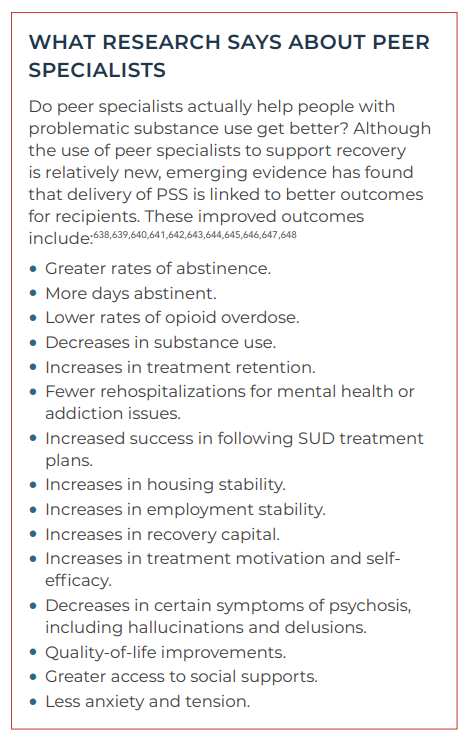 WHAT RESEARCH SAYS ABOUT PEER
SPECIALISTS
Do peer specialists actually help people with
problematic substance use get better? Although
the use of peer specialists to support recovery
is relatively new, emerging evidence has found
that delivery of PSS is linked to better outcomes
for recipients. These improved outcomes
include:638,639,640,641,642,643,644,645,646,647,648
• Greater rates of abstinence.
• More days abstinent.
• Lower rates of opioid overdose.
• Decreases in substance use.
• Increases in treatment retention.
• Fewer rehospitalizations for mental health or
addiction issues.
• Increased success in following SUD treatment
plans.
• Increases in housing stability.
• Increases in employment stability.
• Increases in recovery capital.
• Increases in treatment motivation and self-
efficacy.
• Decreases in certain symptoms of psychosis,
including hallucinations and delusions.
• Quality-of-life improvements.
• Greater access to social supports.
• Less anxiety and tension.